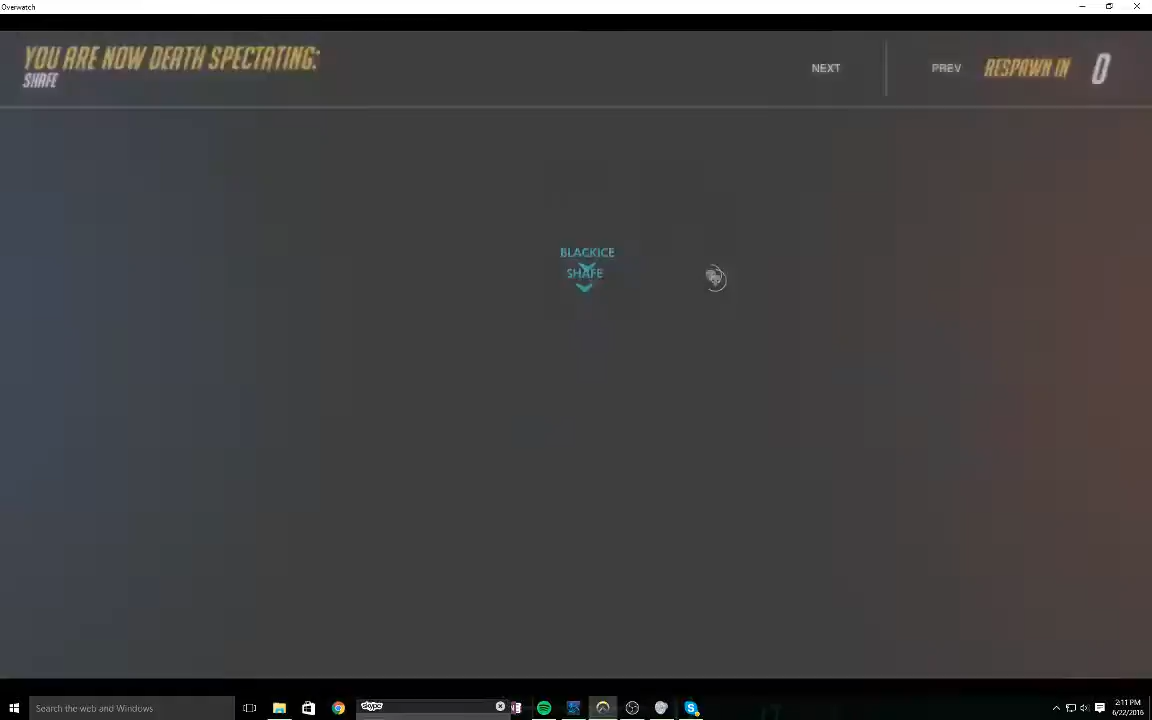 Overwatch
YOU ARE NOW DEATH SPECTATING:
SHAFE
NEXT
PREV
RESPAWN IN
0
BLACKICE
SHAFE
Search the web and Windows
skype
2:11 PM
6/22/2016